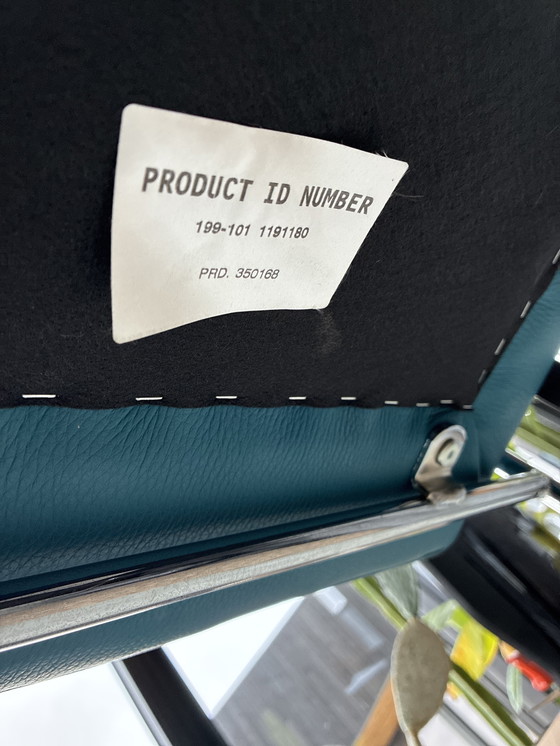 PRODUCT ID NUMBER
199-101 1191180
PRD. 350168